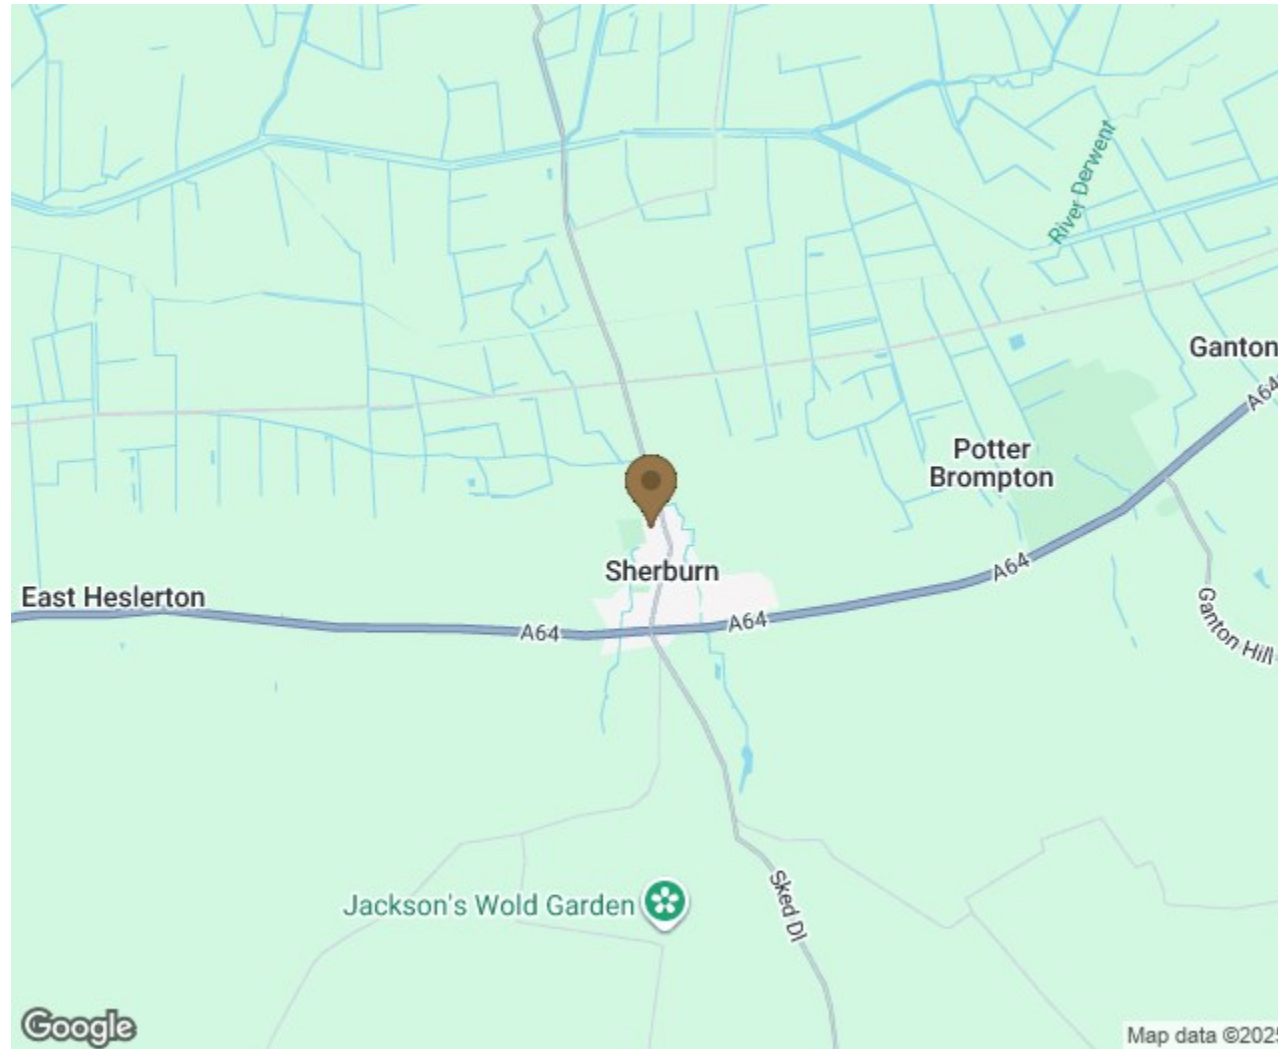 River Derwent
Ganton
A64
Potter
Brompton
A64
Sherburn
East Heslerton
A64
A64
Ganton Hill
Jackson's Wold Garden
Sked Dl
Google
Map data ©2025